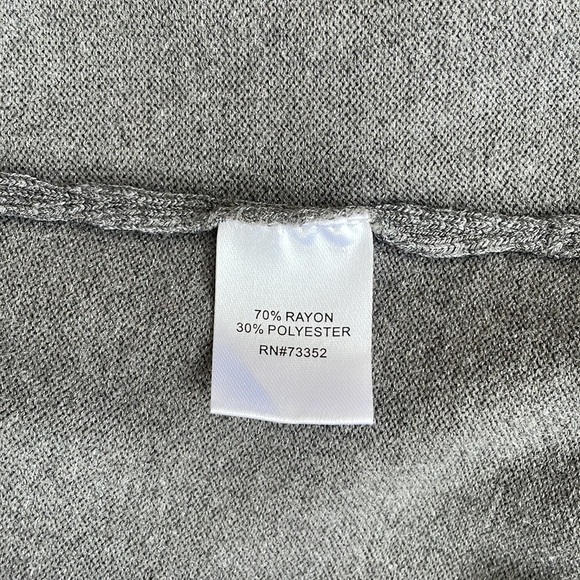 70% RAYON
30% POLYESTER
RN#73352